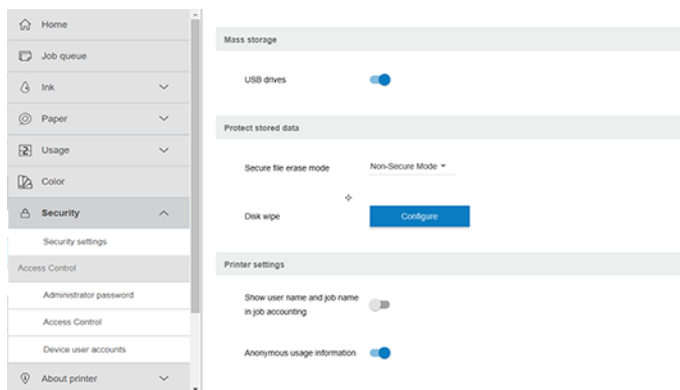 Home
Job queue
Ink
Paper
Usage
Color
Security
Security settings
Access Control
Administrator password
Access Control
Device user accounts
About printer
Mass storage
USB drives
Protect stored data
Secure file erase mode
Non-Secure Mode
Disk wipe
Configure
Printer settings
Show user name and job name
in job accounting
Anonymous usage information